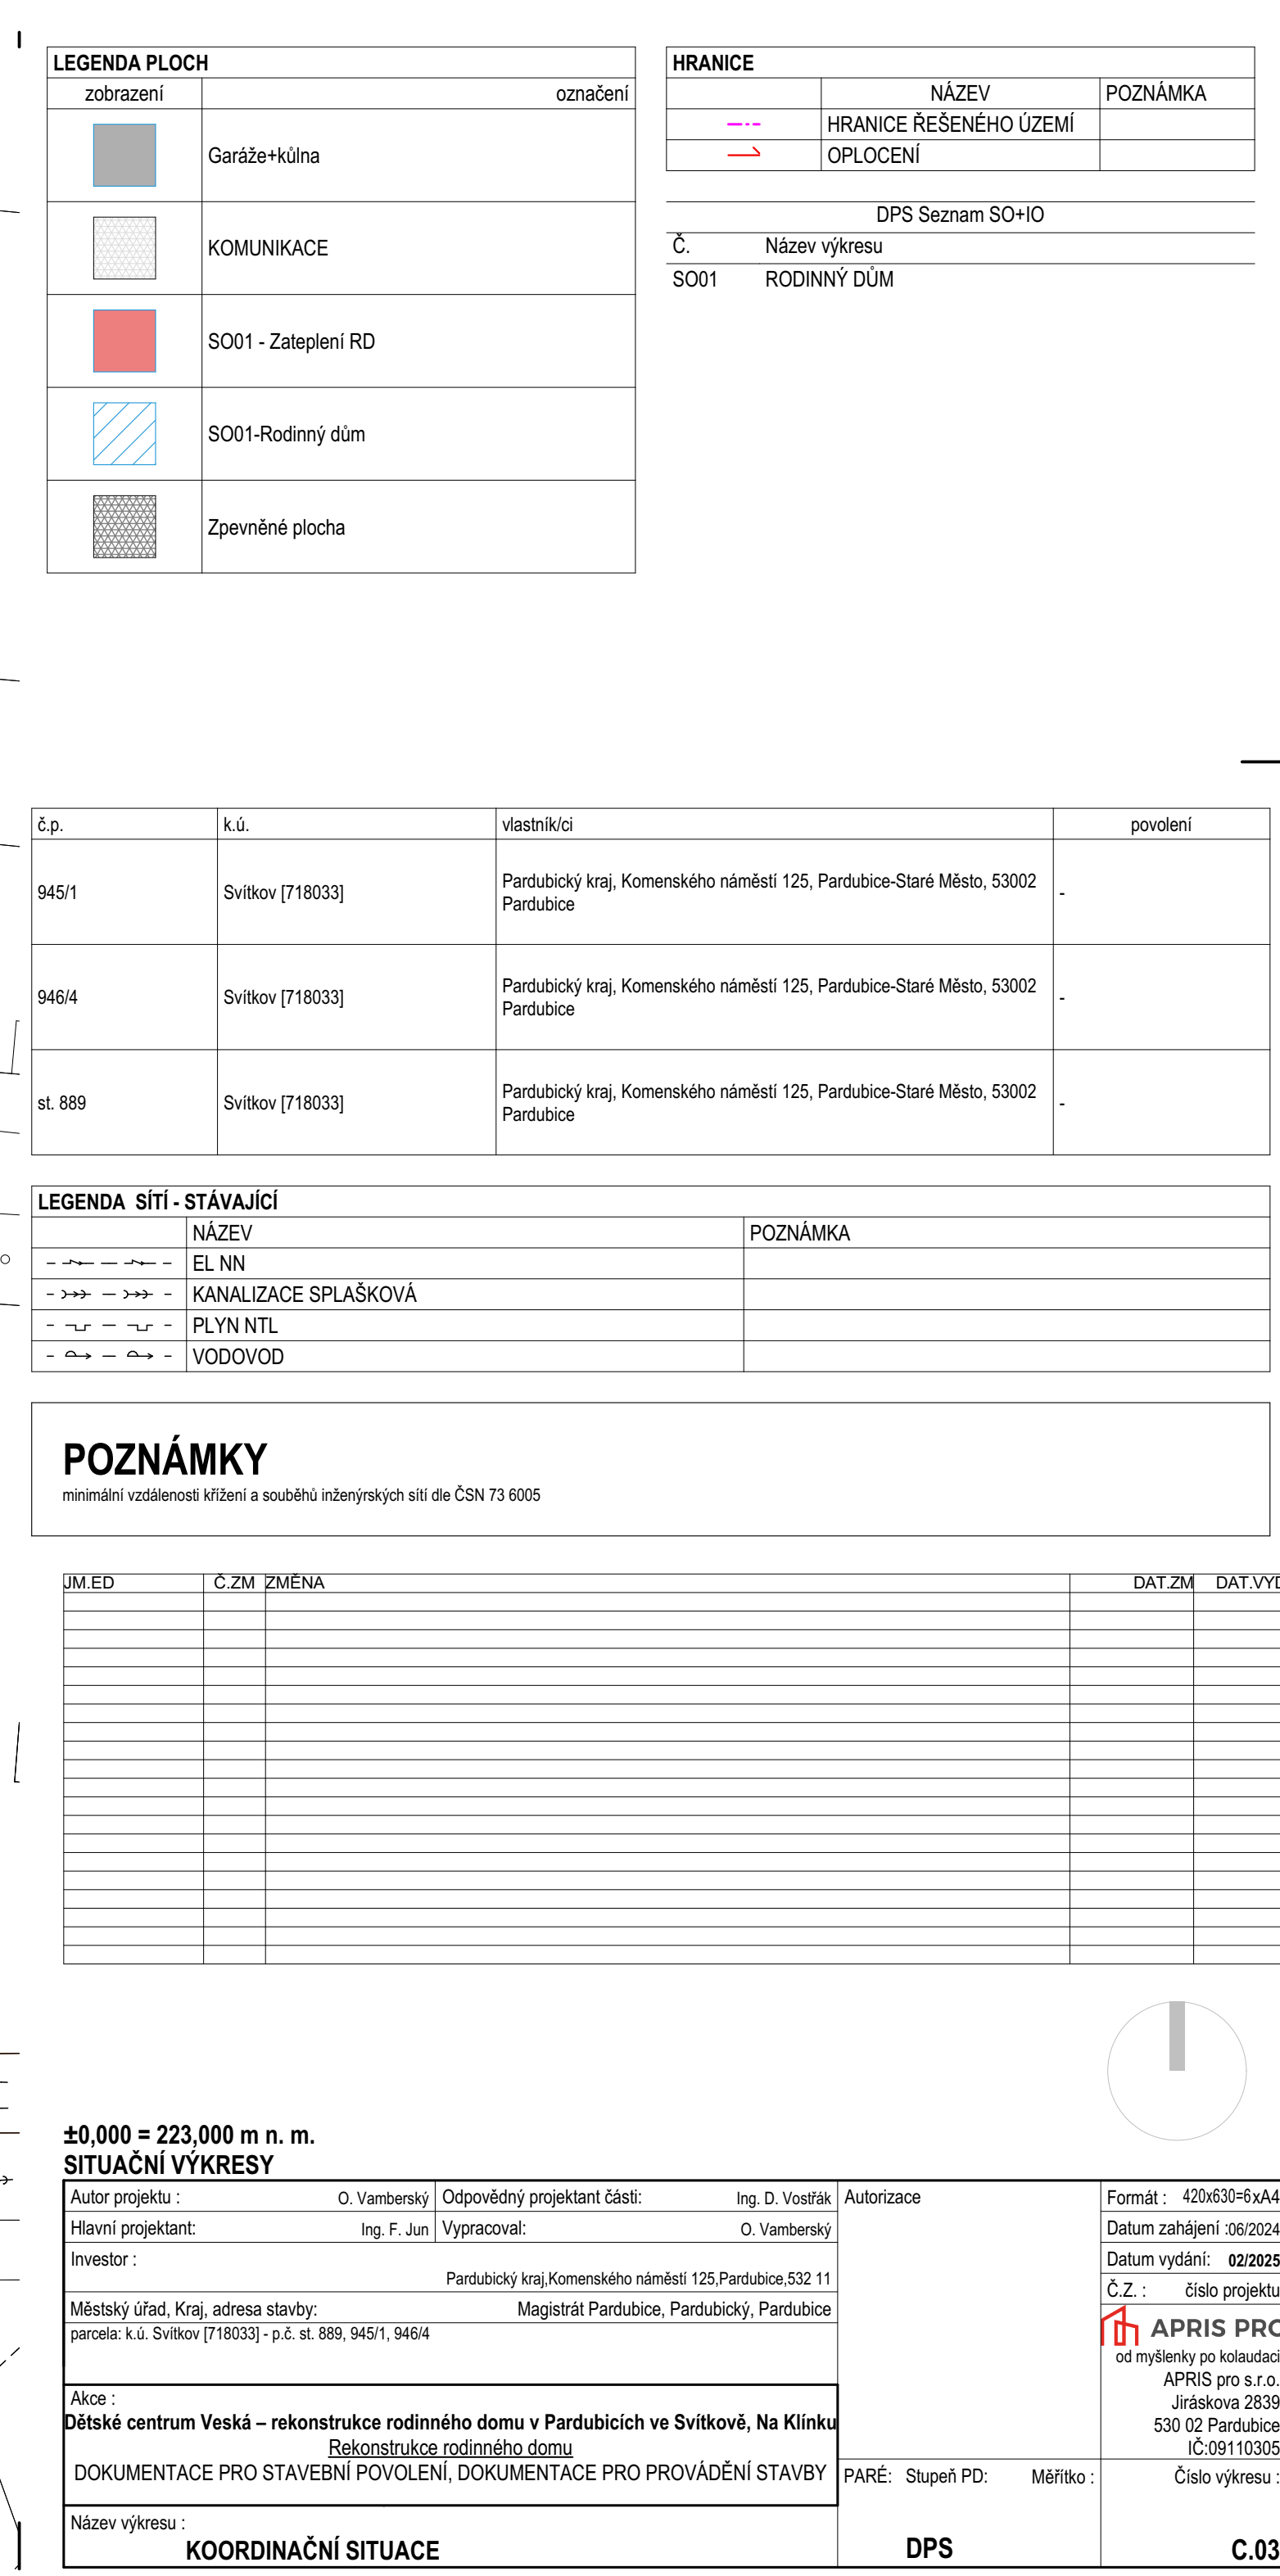 LEGENDA PLOCH
zobrazení označení
Garáže+kůlna
KOMUNIKACE
SO01 - Zateplení RD
SO01-Rodinný dům
Zpevněné plocha
HRANICE
NÁZEV POZNÁMKA
HRANICE ŘEŠENÉHO ÚZEMÍ
OPLOCENÍ
DPS Seznam SO+IO
Č. Název výkresu
SO01 RODINNÝ DŮM
č.p. k.ú. vlastník/ci povolení
945/1 Svítkov [718033] Pardubický kraj, Komenského náměstí 125, Pardubice-Staré Město, 53002 -
Pardubice
946/4 Svítkov [718033] Pardubický kraj, Komenského náměstí 125, Pardubice-Staré Město, 53002 -
Pardubice
st. 889 Svítkov [718033] Pardubický kraj, Komenského náměstí 125, Pardubice-Staré Město, 53002 -
Pardubice
LEGENDA SÍTÍ - STÁVAJÍCÍ
NÁZEV POZNÁMKA
EL NN
KANALIZACE SPLAŠKOVÁ
PLYN NTL
VODOVOD
POZNÁMKY
minimální vzdálenosti křížení a souběhů inženýrských sítí dle ČSN 73 6005
JM.ED Č.ZM ZMĚNA DAT.ZM DAT.VYD
±0,000 = 223,000 m n. m.
SITUAČNÍ VÝKRESY
Autor projektu : O. Vamberský Odpovědný projektant části: Ing. D. Vostřák Autorizace Formát : 420x630=6xA4
Hlavní projektant: Ing. F. Jun Vypracoval: O. Vamberský Datum zahájení :06/2024
Investor : Datum vydání: 02/2025
Pardubický kraj,Komenského náměstí 125,Pardubice,532 11
Č.Z. : číslo projektu
Městský úřad, Kraj, adresa stavby: Magistrát Pardubice, Pardubický, Pardubice
parcela: k.ú. Svítkov [718033] - p.č. st. 889, 945/1, 946/4
APRIS PRO
od myšlenky po kolaudaci
APRIS pro s.r.o.
Jiráskova 2839
530 02 Pardubice
IČ:09110305
Akce :
Dětské centrum Veská – rekonstrukce rodinného domu v Pardubicích ve Svítkově, Na Klínku
Rekonstrukce rodinného domu
DOKUMENTACE PRO STAVEBNÍ POVOLENÍ, DOKUMENTACE PRO PROVÁDĚNÍ STAVBY
PARÉ: Stupeň PD: Měřítko : Číslo výkresu :
Název výkresu :
KOORDINAČNÍ SITUACE DPS C.03